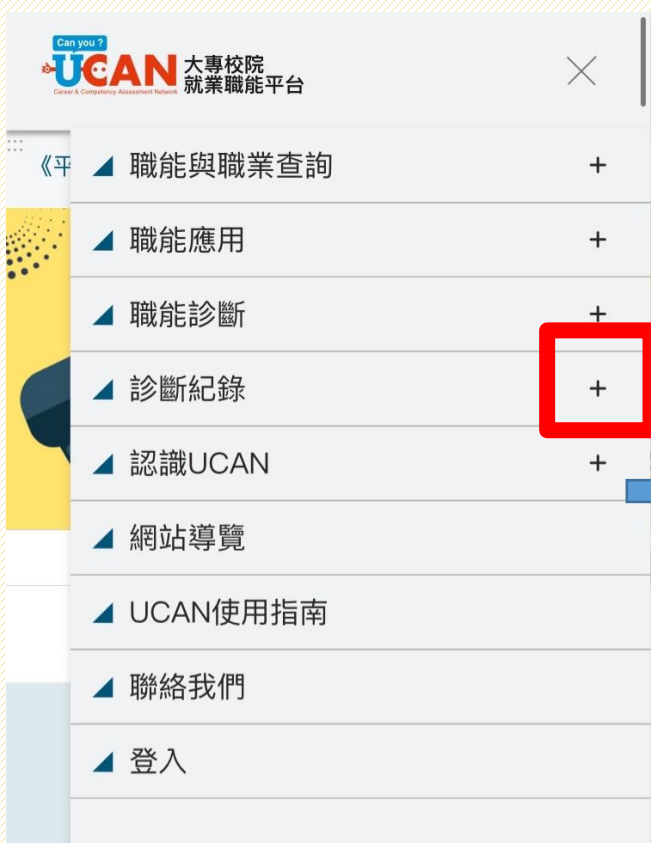 Can you ?
UCAN
Career & Competency Assessment Network
大專校院
就業職能平台
《平
職能與職業查詢
職能應用
職能診斷
診斷紀錄
認識UCAN
網站導覽
UCAN使用指南
聯絡我們
登入